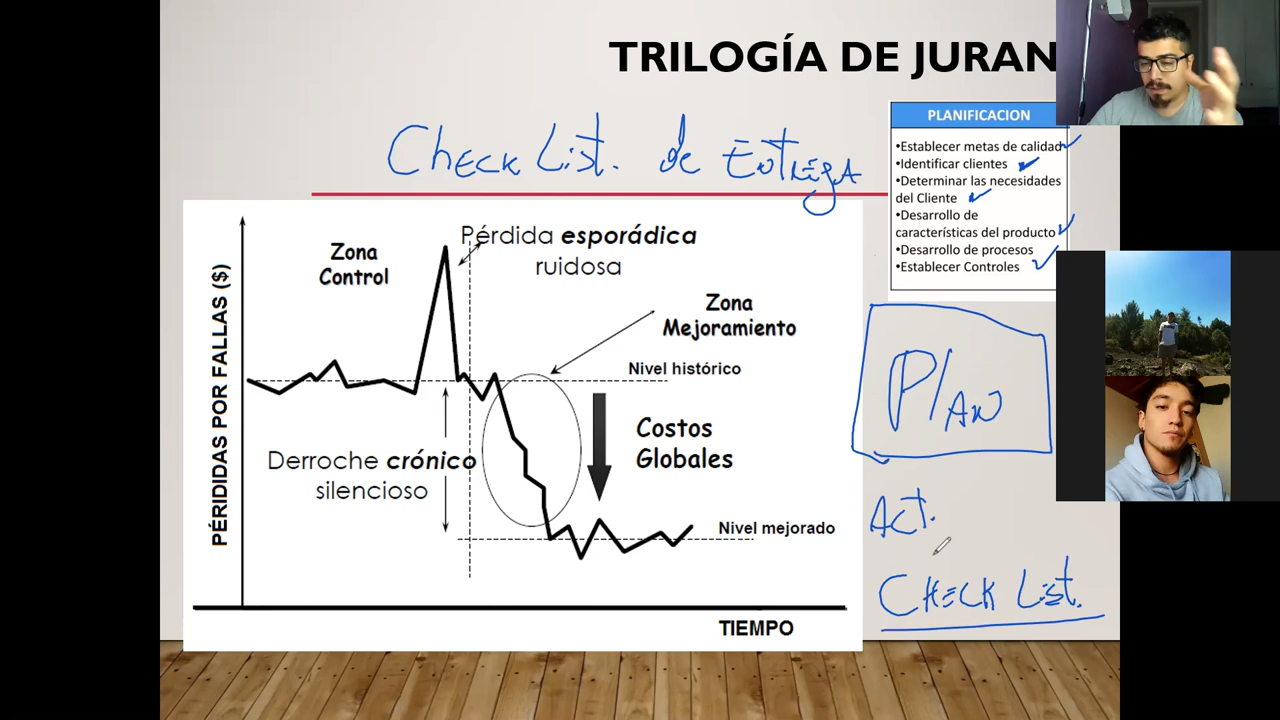 TRILOGÍA DE JURAN
Check List. de Entrega
PLANIFICACION
•Establecer metas de calidad
•Identificar clientes
•Determinar las necesidades
del Cliente
•Desarrollo de
características del producto
•Desarrollo de procesos
•Establecer Controles
Zona
Control
Pérdida esporádica
ruidosa
Zona
Mejoramiento
Nivel histórico
Costos
Globales
Derroche crónico
silencioso
Nivel mejorado
PÉRIDIDAS POR FALLAS ($)
TIEMPO
Plan
Act.
Check List.